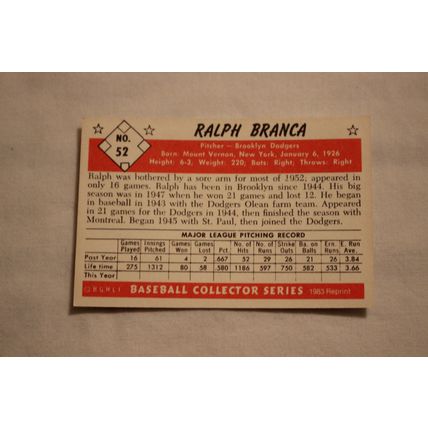 NO.
52
RALPH BRANCA
Pitcher — Brooklyn Dodgers
Born: Mount Vernon, New York, January 6, 1926
Height: 6-3, Weight: 220; Bats: Right; Throws: Right
Ralph was bothered by a sore arm for most of 1952, appeared in
only 16 games. Ralph has been in Brooklyn since 1944. His big
season was in 1947 when he won 21 games and lost 12. He began
in baseball in 1943 with the Dodgers Olean farm team. Appeared
in 21 games for the Dodgers in 1944, then finished the season with
Montreal. Began 1945 with St. Paul, then joined the Dodgers.
MAJOR LEAGUE PITCHING RECORD
Games Played Innings Pitched Games Won Games Lost Pct. No. of Hits No. of Runs Strike Outs Ba. on Balls Ern. Runs E. Run Ave.
Past Year 16 61 4 2 .667 52 29 26 21 26 3.84
Life time 275 1312 80 58 .580 1186 597 750 582 533 3.66
This Year
BASEBALL COLLECTOR SERIES 1983 Reprint